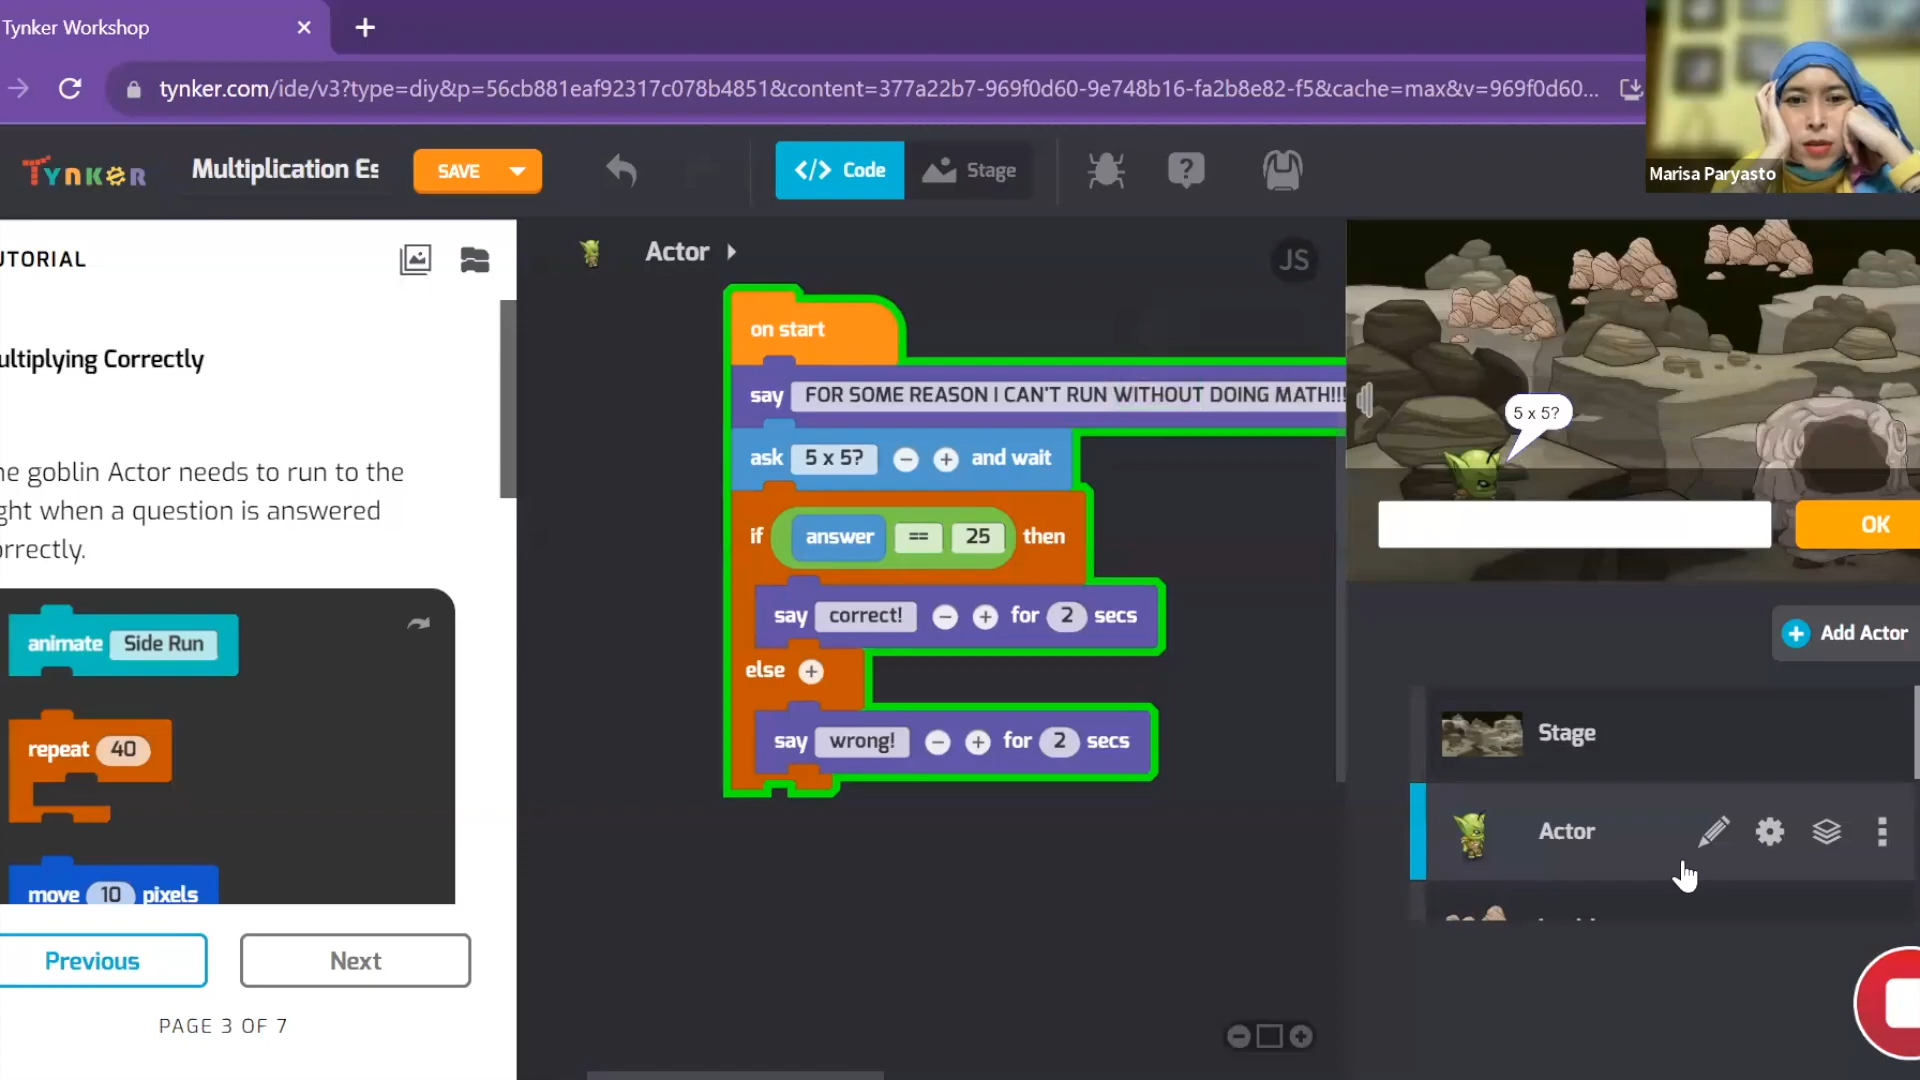 Tynker Workshop
tynker.com/ide/v3?type=diy&p=56cb881eaf92317c078b4851&content=377a22b7-969f0d60-9e748b16-fa2b8e82-f5&cache=max&v=969f0d60...
Marisa Paryasto
TYNKER
Multiplication Es
SAVE
</> Code
Stage
?
UTORIAL
Actor
JS
ultiplying Correctly
ne goblin Actor needs to run to the
ght when a question is answered
orrectly.
animate Side Run
repeat 40
move 10 pixels
Previous
Next
PAGE 3 OF 7
on start
say FOR SOME REASON I CAN'T RUN WITHOUT DOING MATH!!!
ask 5 x 5? - + and wait
if answer == 25 then
say correct! - + for 2 secs
else +
say wrong! - + for 2 secs
5 x 5?
OK
+ Add Actor
Stage
Actor